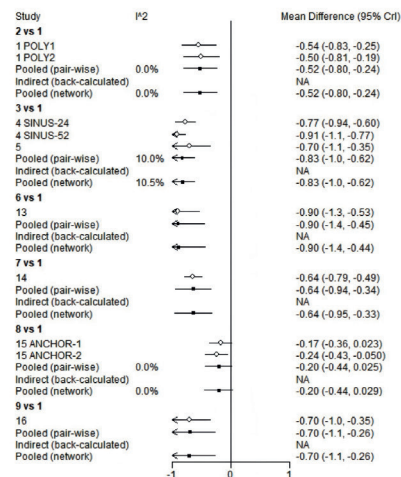 Study I^2 Mean Difference (95% CrI)
2 vs 1
1 POLY1 -0.54 (-0.83, -0.25)
1 POLY2 -0.50 (-0.81, -0.19)
Pooled (pair-wise) 0.0% -0.52 (-0.80, -0.24)
Indirect (back-calculated) NA
Pooled (network) 0.0% -0.52 (-0.80, -0.24)
3 vs 1
4 SINUS-24 -0.77 (-0.94, -0.60)
4 SINUS-52 -0.91 (-1.1, -0.77)
5 -0.70 (-1.1, -0.35)
Pooled (pair-wise) 10.0% -0.83 (-1.0, -0.62)
Indirect (back-calculated) NA
Pooled (network) 10.5% -0.83 (-1.0, -0.62)
6 vs 1
13 -0.90 (-1.3, -0.53)
Pooled (pair-wise) -0.90 (-1.4, -0.45)
Indirect (back-calculated) NA
Pooled (network) -0.90 (-1.4, -0.44)
7 vs 1
14 -0.64 (-0.79, -0.49)
Pooled (pair-wise) -0.64 (-0.94, -0.34)
Indirect (back-calculated) NA
Pooled (network) -0.64 (-0.95, -0.33)
8 vs 1
15 ANCHOR-1 -0.17 (-0.36, 0.023)
15 ANCHOR-2 -0.24 (-0.43, -0.050)
Pooled (pair-wise) 0.0% -0.20 (-0.44, 0.025)
Indirect (back-calculated) NA
Pooled (network) 0.0% -0.20 (-0.44, 0.029)
9 vs 1
16 -0.70 (-1.0, -0.35)
Pooled (pair-wise) -0.70 (-1.1, -0.26)
Indirect (back-calculated) NA
Pooled (network) -0.70 (-1.1, -0.26)
-1 0 1